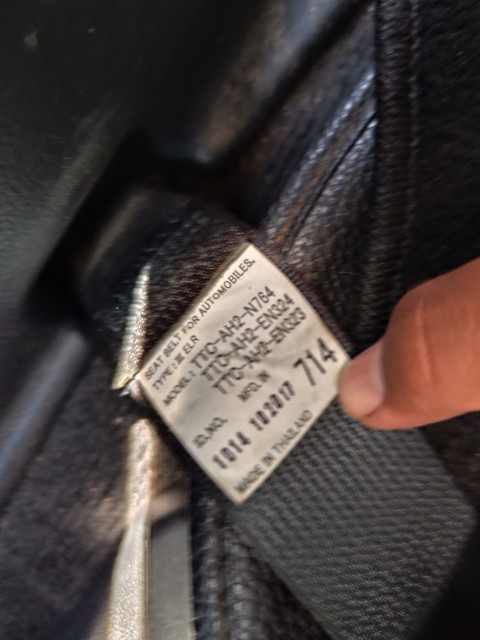 SEAT BELT FOR AUTOMOBILES.
TYPE : ELR
MODEL : TTC-AH2-N764
TTC-AH2-EN324
TTC-AH2-EN323
MFG. IN
ID.NO. 714
1014 102017
MADE IN THAILAND